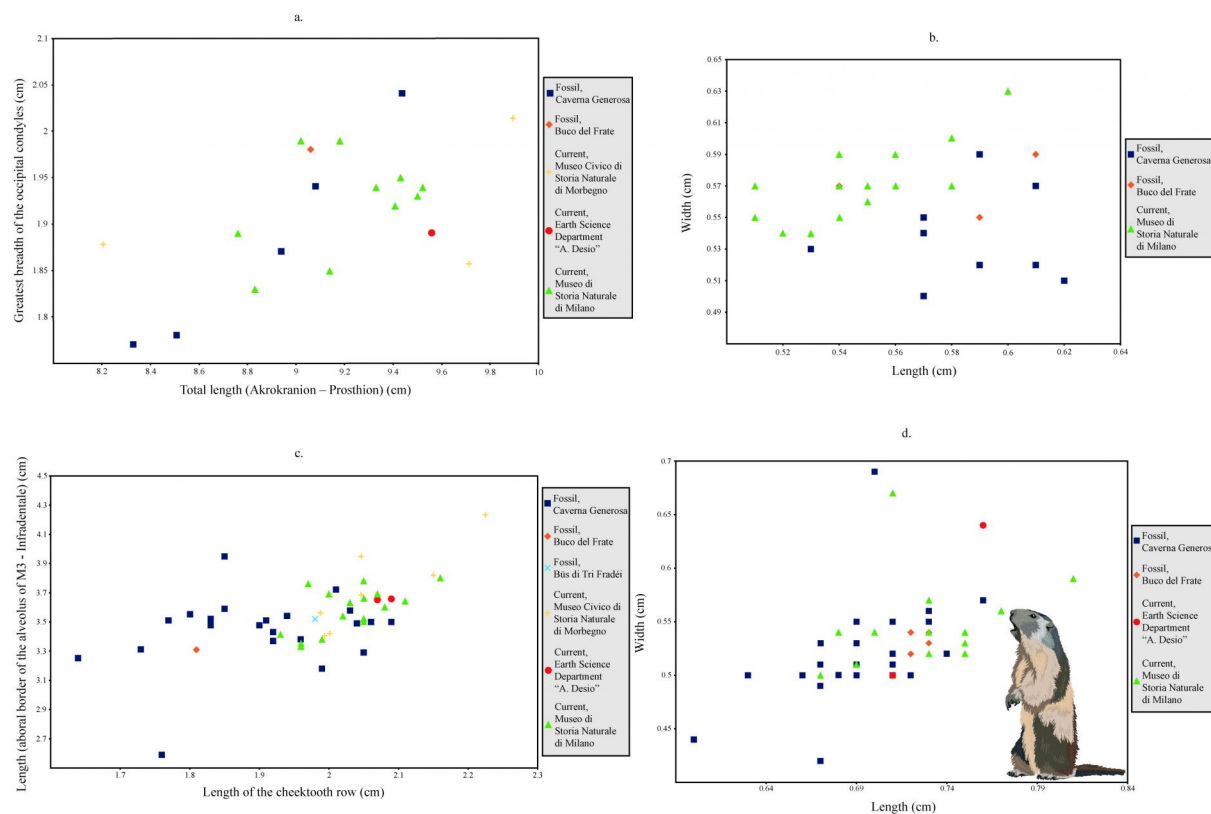 a.
2.1
2.05
2
1.95
1.9
1.85
1.8
Greatest breadth of the occipital condyles (cm)
8.2 8.4 8.6 8.8 9 9.2 9.4 9.6 9.8 10
Total length (Akrokranion – Prosthion) (cm)
Fossil,
Caverna Generosa
Fossil,
Buco del Frate
Current,
Museo Civico di
Storia Naturale
di Morbegno
Current,
Earth Science
Department
“A. Desio”
Current,
Museo di
Storia Naturale
di Milano
b.
0.65
0.63
0.61
0.59
0.57
0.55
0.53
0.51
0.49
Width (cm)
0.52 0.54 0.56 0.58 0.6 0.62 0.64
Length (cm)
Fossil,
Caverna Generosa
Fossil,
Buco del Frate
Current,
Museo di
Storia Naturale
di Milano
c.
4.5
4.3
4.1
3.9
3.7
3.5
3.3
3.1
2.9
2.7
2.5
Length (aboral border of the alveolus of M3 - Infradentale) (cm)
1.7 1.8 1.9 2 2.1 2.2 2.3
Length of the cheektooth row (cm)
Fossil,
Caverna Generosa
Fossil,
Buco del Frate
Fossil,
Büs di Tri Fradéi
Current,
Museo Civico di
Storia Naturale
di Morbegno
Current,
Earth Science
Department
“A. Desio”
Current,
Museo di
Storia Naturale
di Milano
d.
0.7
0.65
0.6
0.55
0.5
0.45
Width (cm)
0.64 0.69 0.74 0.79 0.84
Length (cm)
Fossil,
Caverna Generosa
Fossil,
Buco del Frate
Current,
Earth Science
Department
“A. Desio”
Current,
Museo di
Storia Naturale
di Milano